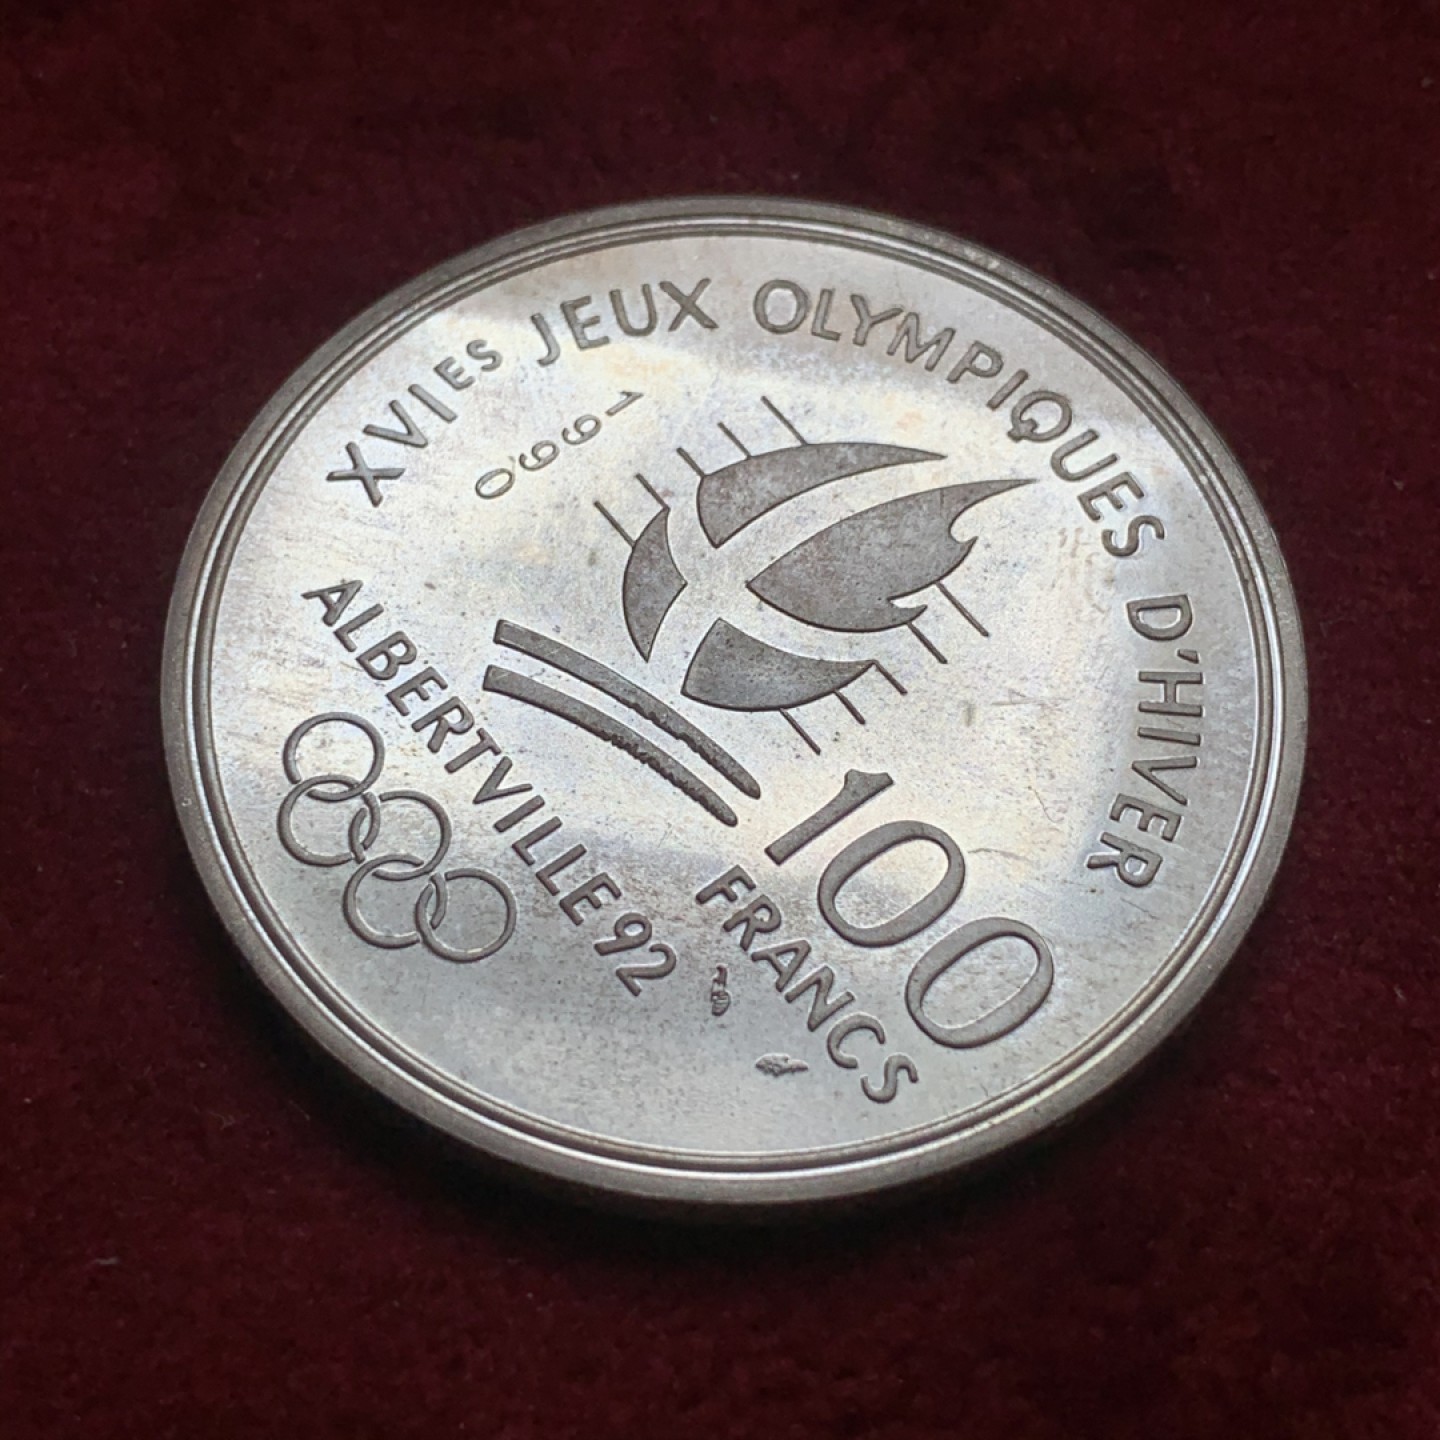 XVIES JEUX OLYMPIQUES D'HIVER
1990
ALBERTVILLE 92
100
FRANCS